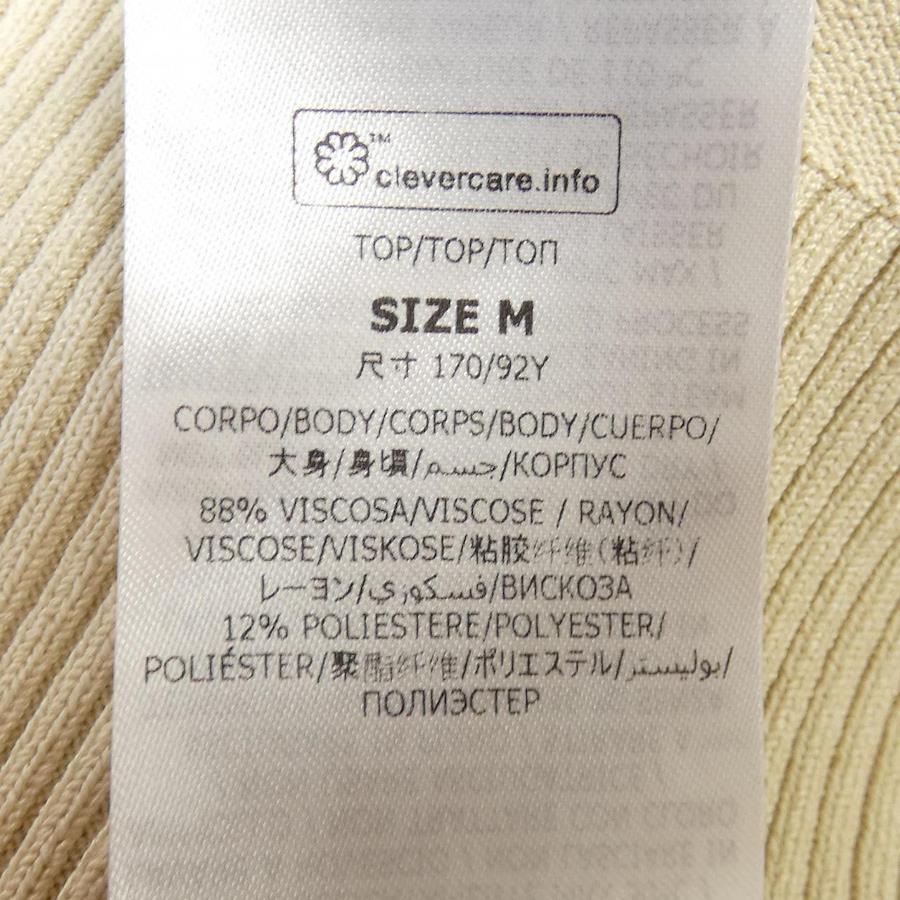 ™
clevercare.info
TOP/TOP/ТОП
SIZE M
尺寸 170/92Y
CORPO/BODY/CORPS/BODY/CUERPO/
大身/身頃/جسم/КОРПУС
88% VISCOSA/VISCOSE / RAYON/
VISCOSE/VISKOSE/粘胶纤维(粘纤)/
レーヨン/فسكوزي/ВИСКОЗА
12% POLIESTERE/POLYESTER/
POLIÉSTER/聚酯纤维/ポリエステル/بوليستر/
ПОЛИЭСТЕР